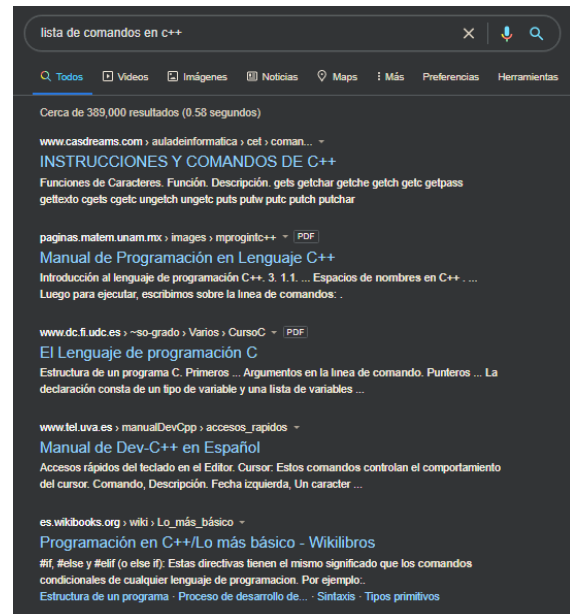 lista de comandos en c++
Todos Videos Imágenes Noticias Maps Más Preferencias Herramientas
Cerca de 389,000 resultados (0.58 segundos)
www.casdreams.com › auladeinformatica › cet › coman...
INSTRUCCIONES Y COMANDOS DE C++
Funciones de Caracteres. Función. Descripción. gets getchar getche getch getc getpass
gettexto cgets cgetc ungetch ungetc puts putw putc putch putchar
paginas.matem.unam.mx › images › mprogintc++ PDF
Manual de Programación en Lenguaje C++
Introducción al lenguaje de programación C++. 3. 1.1. ... Espacios de nombres en C++ . ...
Luego para ejecutar, escribimos sobre la lınea de comandos: .
www.dc.fi.udc.es › ~so-grado › Varios › CursoC PDF
El Lenguaje de programación C
Estructura de un programa C. Primeros ... Argumentos en la lınea de comando. Punteros ... La
declaración consta de un tipo de variable y una lista de variables ...
www.tel.uva.es › manualDevCpp › accesos_rapidos
Manual de Dev-C++ en Español
Accesos rápidos del teclado en el Editor. Cursor: Estos comandos controlan el comportamiento
del cursor. Comando, Descripción. Fecha izquierda, Un caracter ...
es.wikibooks.org › wiki › Lo_más_básico
Programación en C++/Lo más básico - Wikilibros
#if, #else y #elif (o else if): Estas directivas tienen el mismo significado que los comandos
condicionales de cualquier lenguaje de programacion. Por ejemplo:.
Estructura de un programa · Proceso de desarrollo de... · Sintaxis · Tipos primitivos